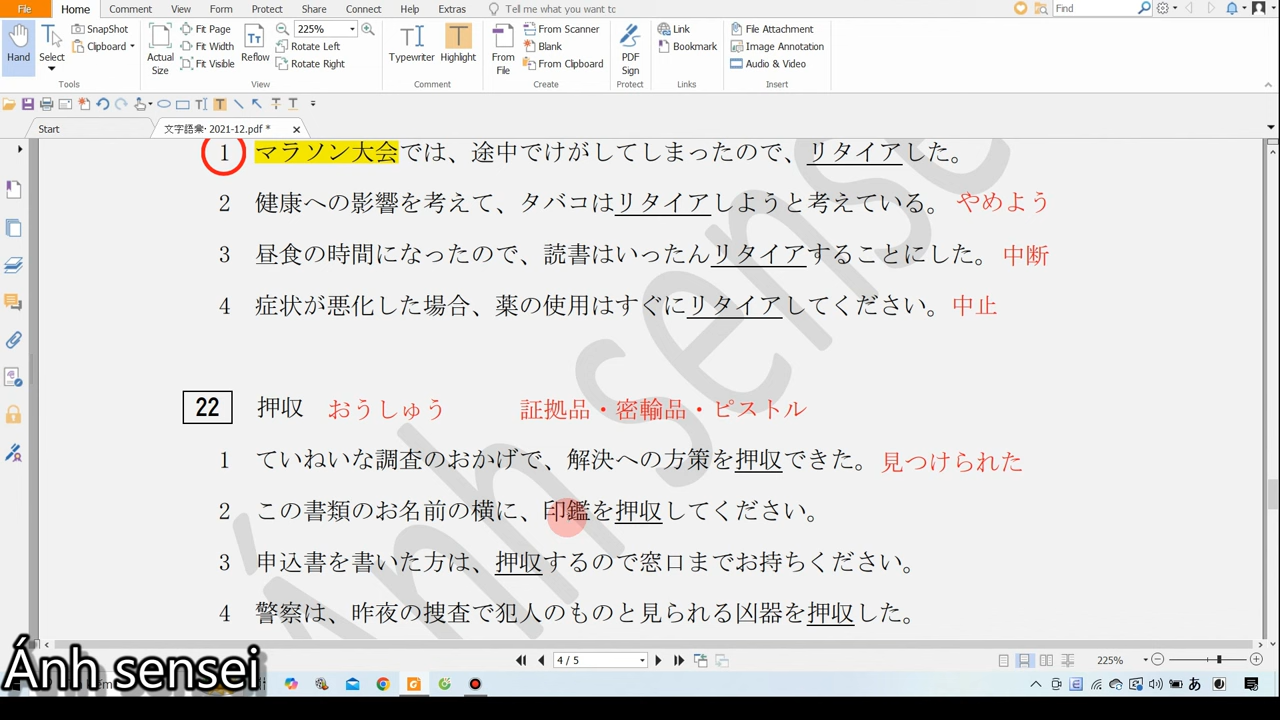 File Home Comment View Form Protect Share Connect Help Extras Tell me what you want tc Find
Hand Select SnapShot Clipboard Actual Size Fit Page Fit Width Fit Visible Reflow 225% Rotate Left Rotate Right Typewriter Highlight From File From Scanner Blank From Clipboard PDF Sign Link Bookmark File Attachment Image Annotation Audio & Video
Tools View Comment Create Protect Links Insert
Start 文字語彙· 2021-12.pdf *
1 マラソン大会では、途中でけがしてしまったので、リタイアした。
2 健康への影響を考えて、タバコはリタイアしようと考えている。 やめよう
3 昼食の時間になったので、読書はいったんリタイアすることにした。 中断
4 症状が悪化した場合、薬の使用はすぐにリタイアしてください。 中止
22 押収 おうしゅう 証拠品・密輸品・ピストル
1 ていねいな調査のおかげで、解決への方策を押収できた。 見つけられた
2 この書類のお名前の横に、印鑑を押収してください。
3 申込書を書いた方は、押収するので窓口までお持ちください。
4 警察は、昨夜の捜査で犯人のものと見られる凶器を押収した。
Ánh sense
4 / 5 225%
Ánh sensei
あ